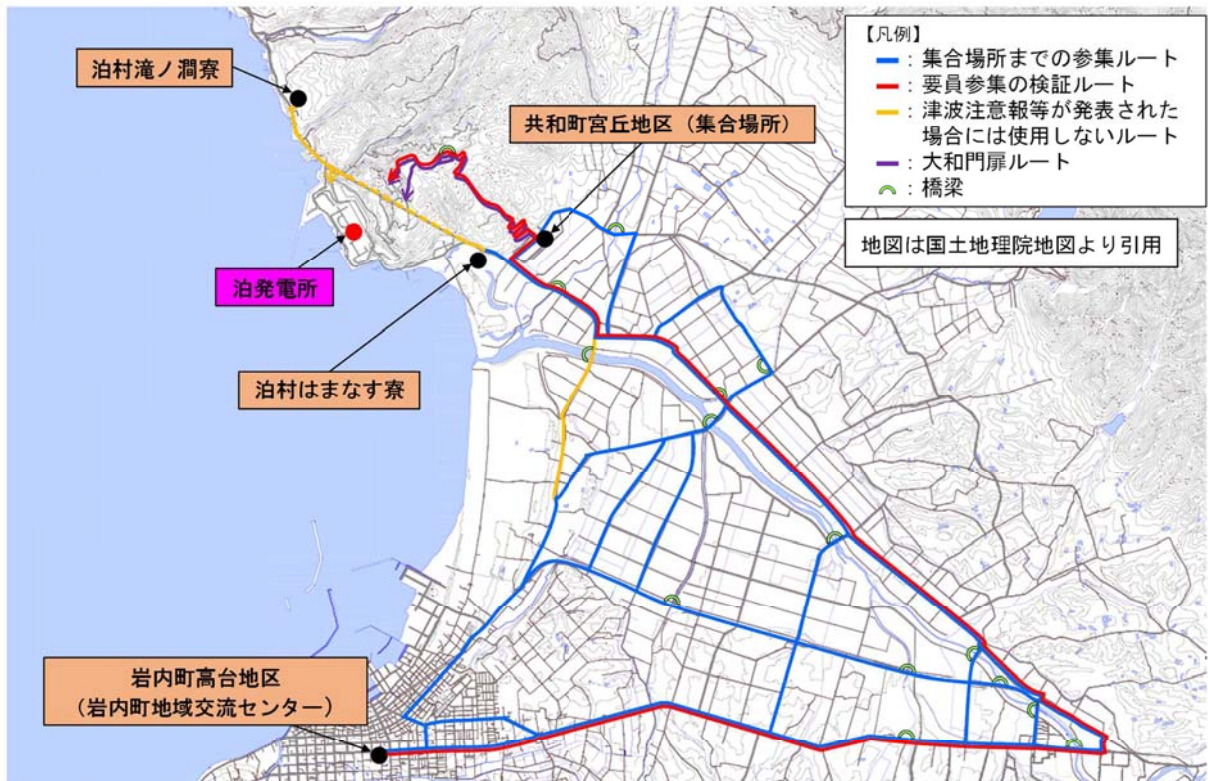 泊村滝ノ澗寮
共和町宮丘地区（集合場所）
【凡例】
：集合場所までの参集ルート
：要員参集の検証ルート
：津波注意報等が発表された
場合には使用しないルート
：大和門扉ルート
：橋梁
地図は国土地理院地図より引用
泊発電所
泊村はまなす寮
岩内町高台地区
（岩内町地域交流センター）